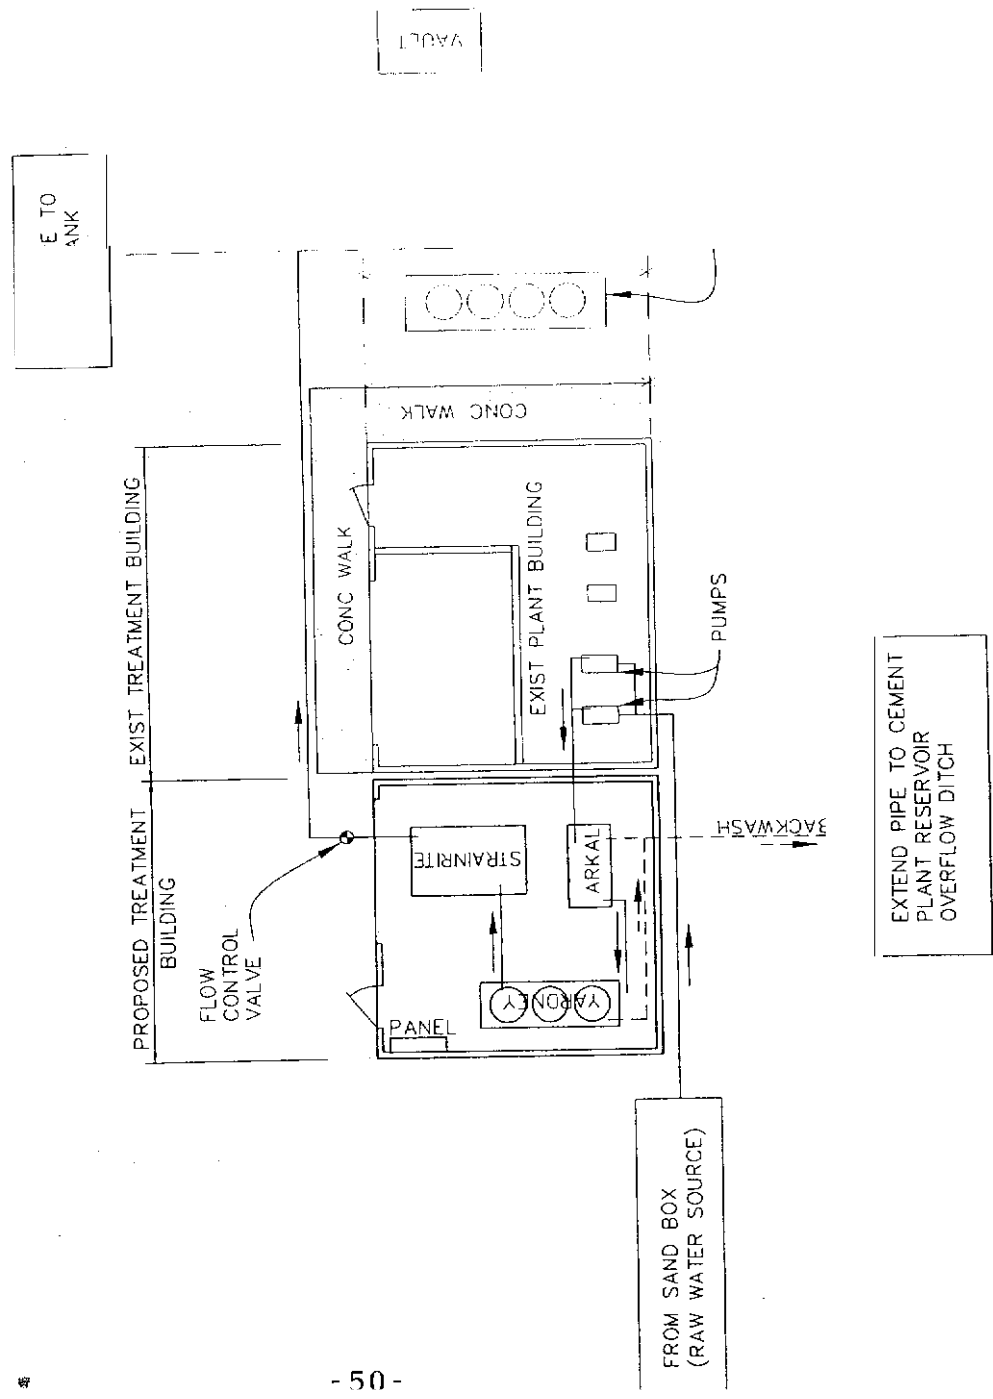 VAULT
E TO
ANK
CONC WALK
EXIST TREATMENT BUILDING
CONC WALK
EXIST PLANT BUILDING
PUMPS
PROPOSED TREATMENT
BUILDING
FLOW
CONTROL
VALVE
STRAINRITE
ARKAL
YARDNEY
PANEL
BACKWASH
EXTEND PIPE TO CEMENT
PLANT RESERVOIR
OVERFLOW DITCH
FROM SAND BOX
(RAW WATER SOURCE)
-50-